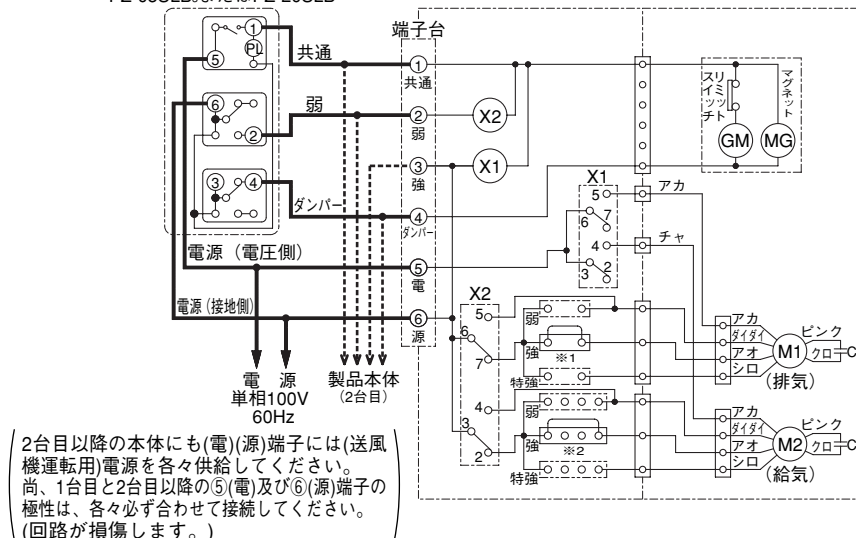 ①
PL
⑤
共通
端子台
①
共通
⑥
②
弱
②
弱
X2
③
強
X1
③
④
ダンパー
④
ダンパー
電源（電圧側）
⑤
電
電源（接地側）
⑥
源
電 源
単相100V
60Hz
製品本体
(2台目)
リミット
スイッチ
マグネット
GM
MG
X1
5
6
7
4
3
2
アカ
チャ
X2
5
6
7
4
3
2
弱
強
※1
特強
弱
強
※2
特強
アカ
ダイダイ
アオ
シロ
M1
(排気)
ピンク
クロ
C
アカ
ダイダイ
アオ
シロ
M2
(給気)
ピンク
クロ
C
2台目以降の本体にも(電)(源)端子には(送風
機運転用)電源を各々供給してください。
尚、1台目と2台目以降の⑤(電)及び⑥(源)端子の
極性は、各々必ず合わせて接続してください。
(回路が損傷します。)